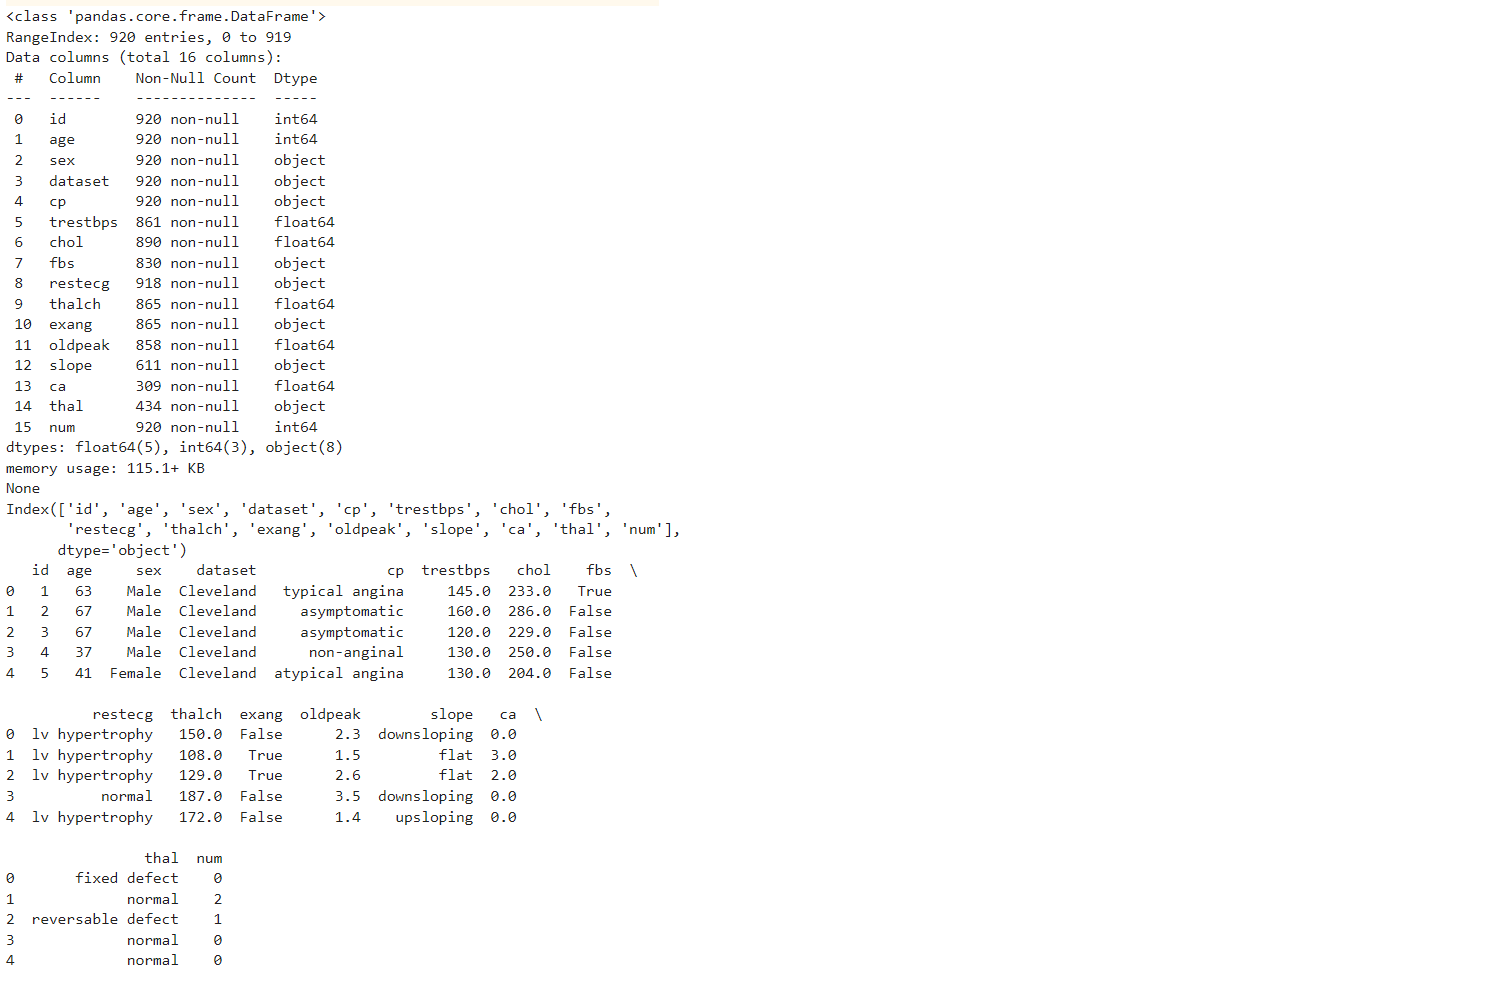 <class 'pandas.core.frame.DataFrame'>
RangeIndex: 920 entries, 0 to 919
Data columns (total 16 columns):
 #   Column    Non-Null Count  Dtype
---  ------    --------------  -----
 0   id        920 non-null    int64
 1   age       920 non-null    int64
 2   sex       920 non-null    object
 3   dataset   920 non-null    object
 4   cp        920 non-null    object
 5   trestbps  861 non-null    float64
 6   chol      890 non-null    float64
 7   fbs       830 non-null    object
 8   restecg   918 non-null    object
 9   thalch    865 non-null    float64
 10  exang     865 non-null    object
 11  oldpeak   858 non-null    float64
 12  slope     611 non-null    object
 13  ca        309 non-null    float64
 14  thal      434 non-null    object
 15  num       920 non-null    int64
dtypes: float64(5), int64(3), object(8)
memory usage: 115.1+ KB
None
Index(['id', 'age', 'sex', 'dataset', 'cp', 'trestbps', 'chol', 'fbs',
       'restecg', 'thalch', 'exang', 'oldpeak', 'slope', 'ca', 'thal', 'num'],
      dtype='object')
   id  age     sex    dataset               cp  trestbps   chol    fbs  \
0   1   63    Male  Cleveland   typical angina     145.0  233.0   True
1   2   67    Male  Cleveland     asymptomatic     160.0  286.0  False
2   3   67    Male  Cleveland     asymptomatic     120.0  229.0  False
3   4   37    Male  Cleveland      non-anginal     130.0  250.0  False
4   5   41  Female  Cleveland  atypical angina     130.0  204.0  False

          restecg  thalch  exang  oldpeak        slope   ca  \
0  lv hypertrophy   150.0  False      2.3  downsloping  0.0
1  lv hypertrophy   108.0   True      1.5         flat  3.0
2  lv hypertrophy   129.0   True      2.6         flat  2.0
3          normal   187.0  False      3.5  downsloping  0.0
4  lv hypertrophy   172.0  False      1.4    upsloping  0.0

                thal  num
0       fixed defect    0
1             normal    2
2  reversable defect    1
3             normal    0
4             normal    0